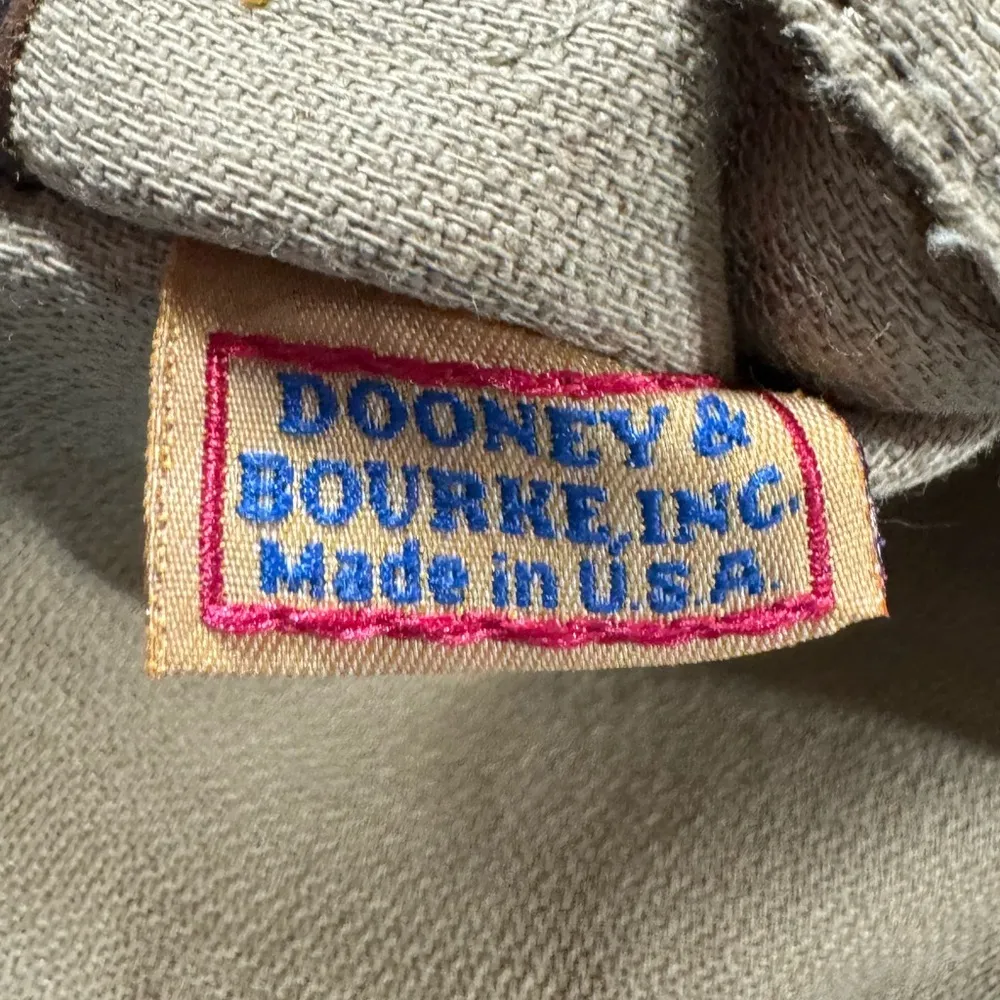 DOONEY &
BOURKE, INC.
Made in U.S.A.